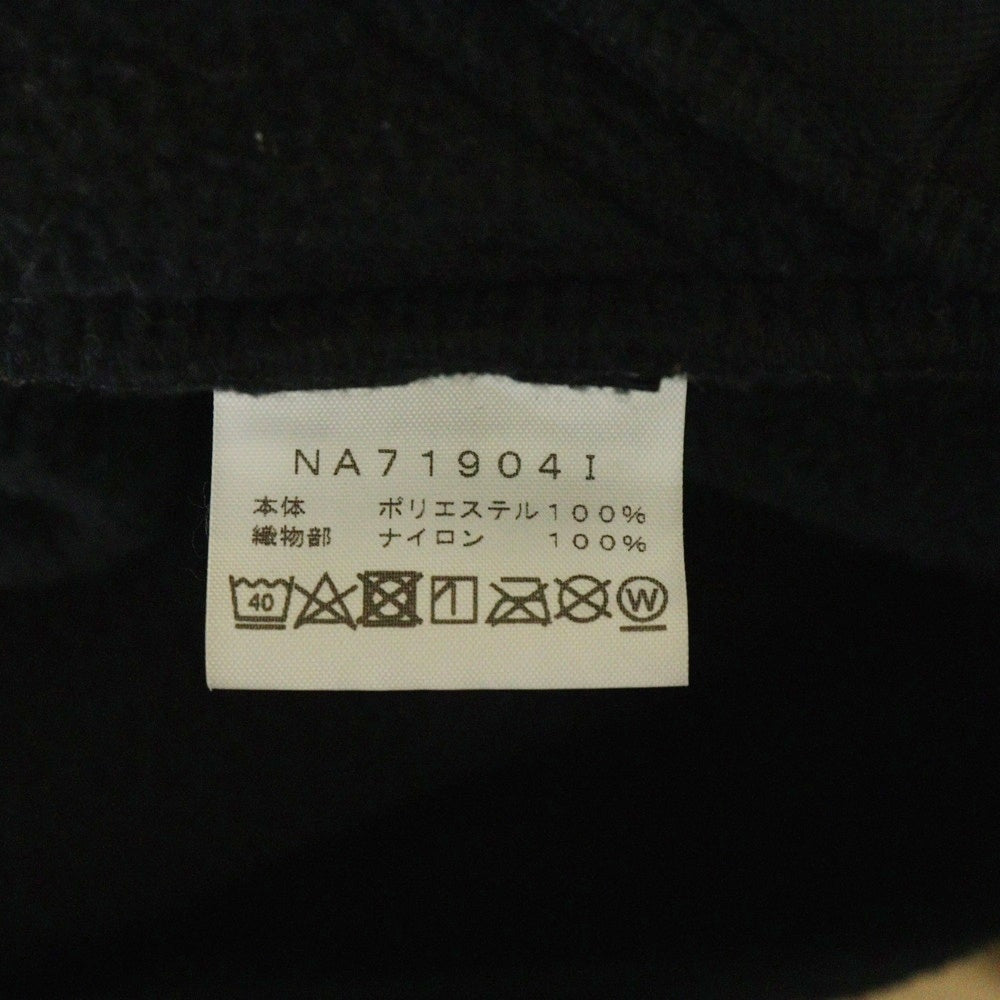 NA71904I
本体 ポリエステル100%
織物部 ナイロン 100%
40 W